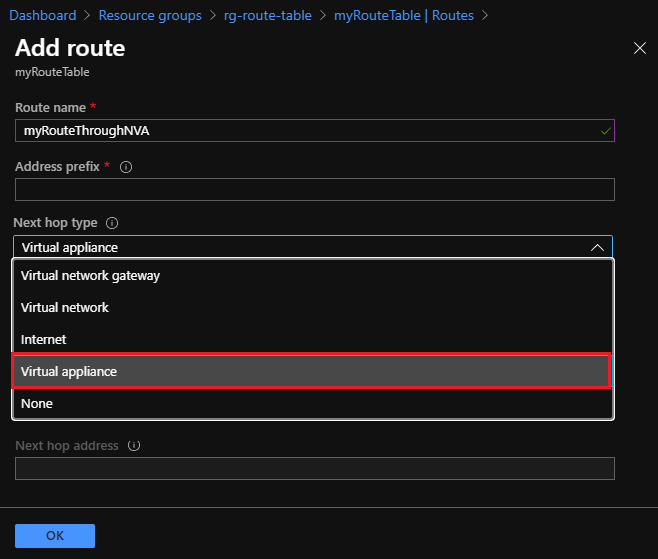 Dashboard > Resource groups > rg-route-table > myRouteTable | Routes >
Add route
myRouteTable
Route name *
myRouteThroughNVA
Address prefix *
Next hop type
Virtual appliance
Virtual network gateway
Virtual network
Internet
Virtual appliance
None
Next hop address
OK